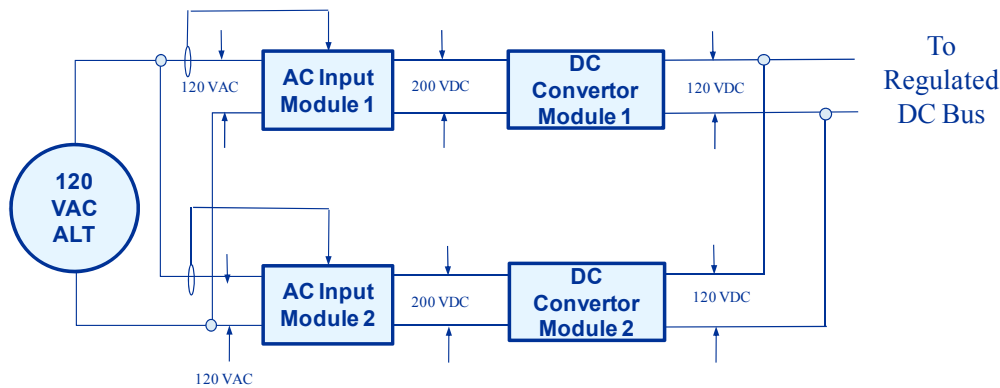 120
VAC
ALT
120 VAC
AC Input
Module 1
200 VDC
DC
Convertor
Module 1
120 VDC
To
Regulated
DC Bus
AC Input
Module 2
200 VDC
DC
Convertor
Module 2
120 VDC
120 VAC